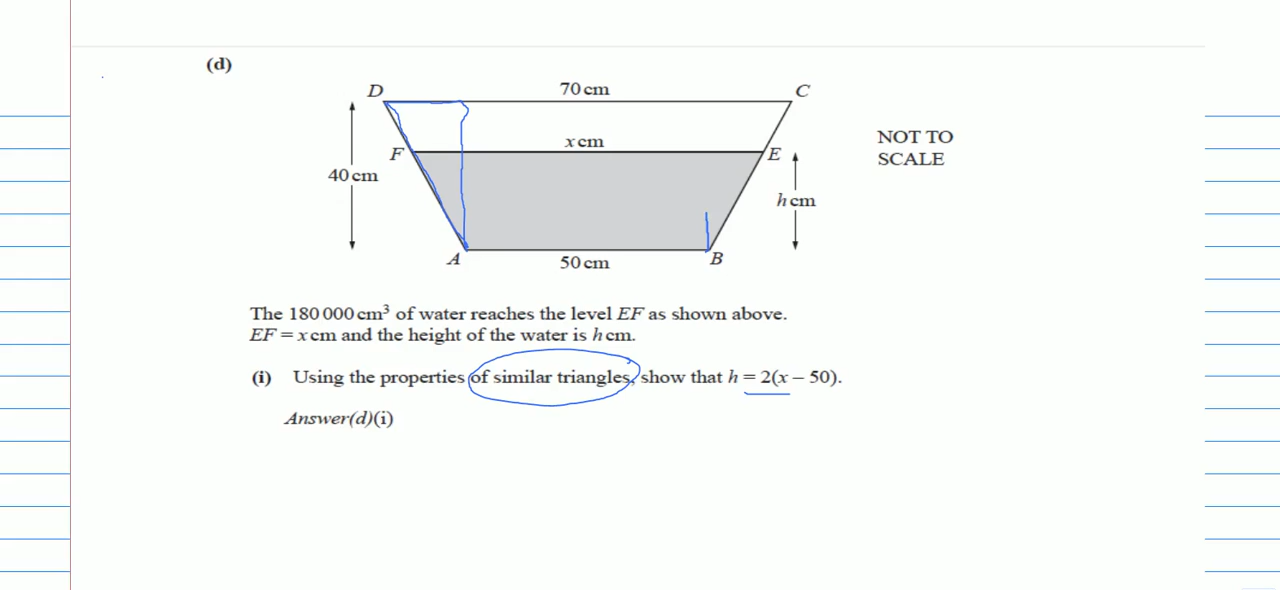 (d)
D 70 cm C
x cm
F E
40 cm
h cm
A B
50 cm
NOT TO
SCALE
The 180 000 cm³ of water reaches the level EF as shown above.
EF = x cm and the height of the water is h cm.
(i) Using the properties of similar triangles, show that h = 2(x – 50).
Answer(d)(i)